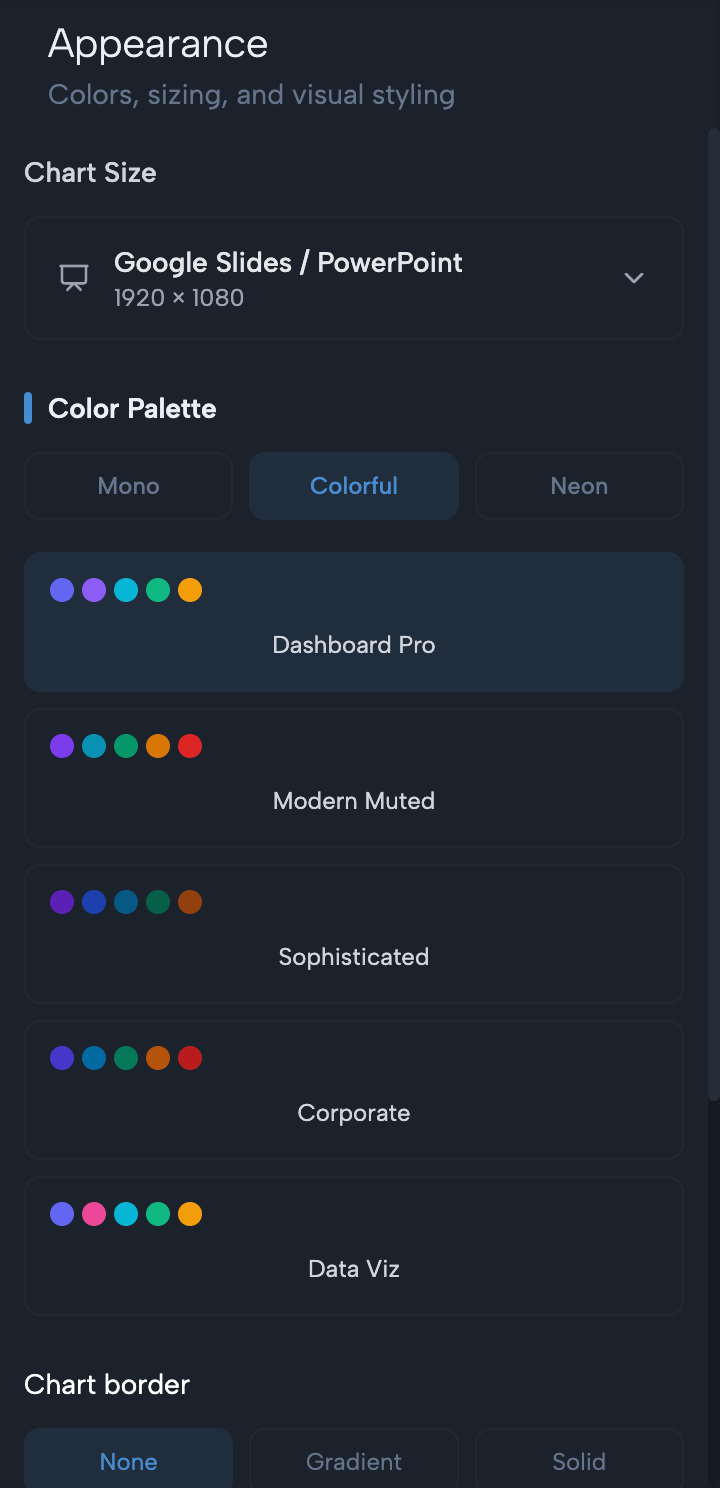 Appearance
Colors, sizing, and visual styling
Chart Size
Google Slides / PowerPoint
1920 × 1080
Color Palette
Mono
Colorful
Neon
Dashboard Pro
Modern Muted
Sophisticated
Corporate
Data Viz
Chart border
None
Gradient
Solid